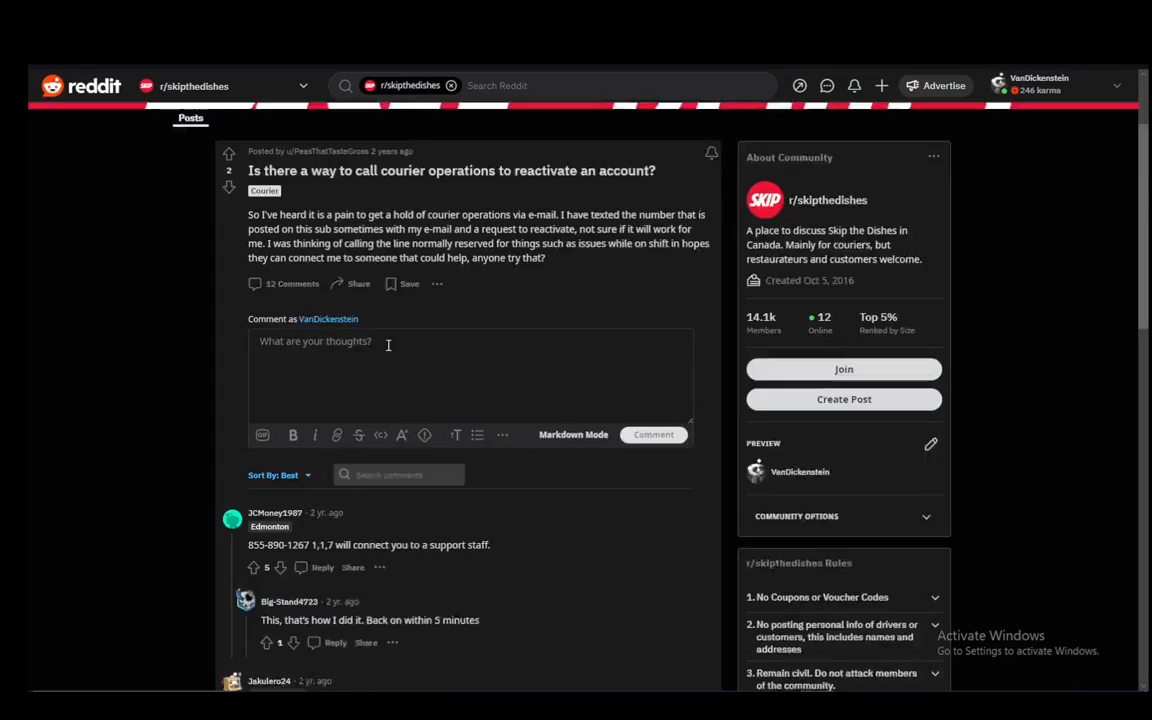 reddit
r/skipthedishes
r/skipthedishes
Search Reddit
Advertise
VanDickenstein
246 karma
Posts
Posted by u/PeasThatTasteGross 2 years ago
2
Is there a way to call courier operations to reactivate an account?
Courier
So I've heard it is a pain to get a hold of courier operations via e-mail. I have texted the number that is
posted on this sub sometimes with my e-mail and a request to reactivate, not sure if it will work for
me. I was thinking of calling the line normally reserved for things such as issues while on shift in hopes
they can connect me to someone that could help, anyone try that?
12 Comments
Share
Save
Comment as VanDickenstein
What are your thoughts?
GIF
Markdown Mode
Comment
Sort By: Best
Search comments
JCMoney1987 · 2 yr. ago
Edmonton
855-890-1267 1,1,7 will connect you to a support staff.
5
Reply
Share
Big-Stand4723 · 2 yr. ago
This, that's how I did it. Back on within 5 minutes
1
Reply
Share
Jakulero24 · 2 yr. ago
About Community
SKIP
r/skipthedishes
A place to discuss Skip the Dishes in
Canada. Mainly for couriers, but
restaurateurs and customers welcome.
Created Oct 5, 2016
14.1k
Members
12
Online
Top 5%
Ranked by Size
Join
Create Post
PREVIEW
VanDickenstein
COMMUNITY OPTIONS
r/skipthedishes Rules
1. No Coupons or Voucher Codes
2. No posting personal info of drivers or
customers, this includes names and
addresses
3. Remain civil. Do not attack members
of the community.
Activate Windows
Go to Settings to activate Windows.